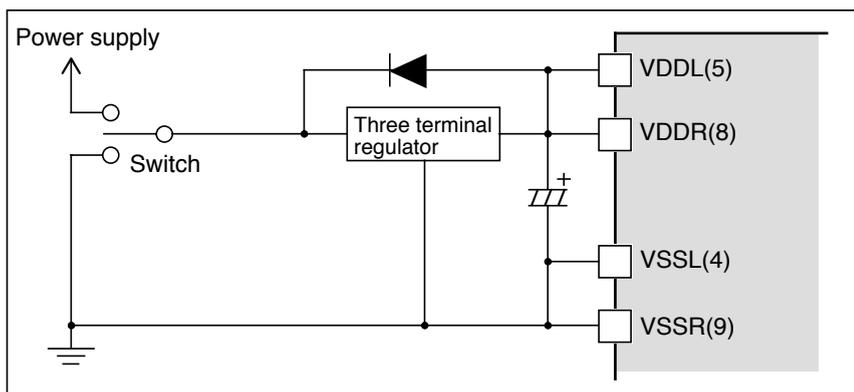 Power supply
VDDL(5)
Three terminal
regulator
VDDR(8)
Switch
+
VSSL(4)
VSSR(9)